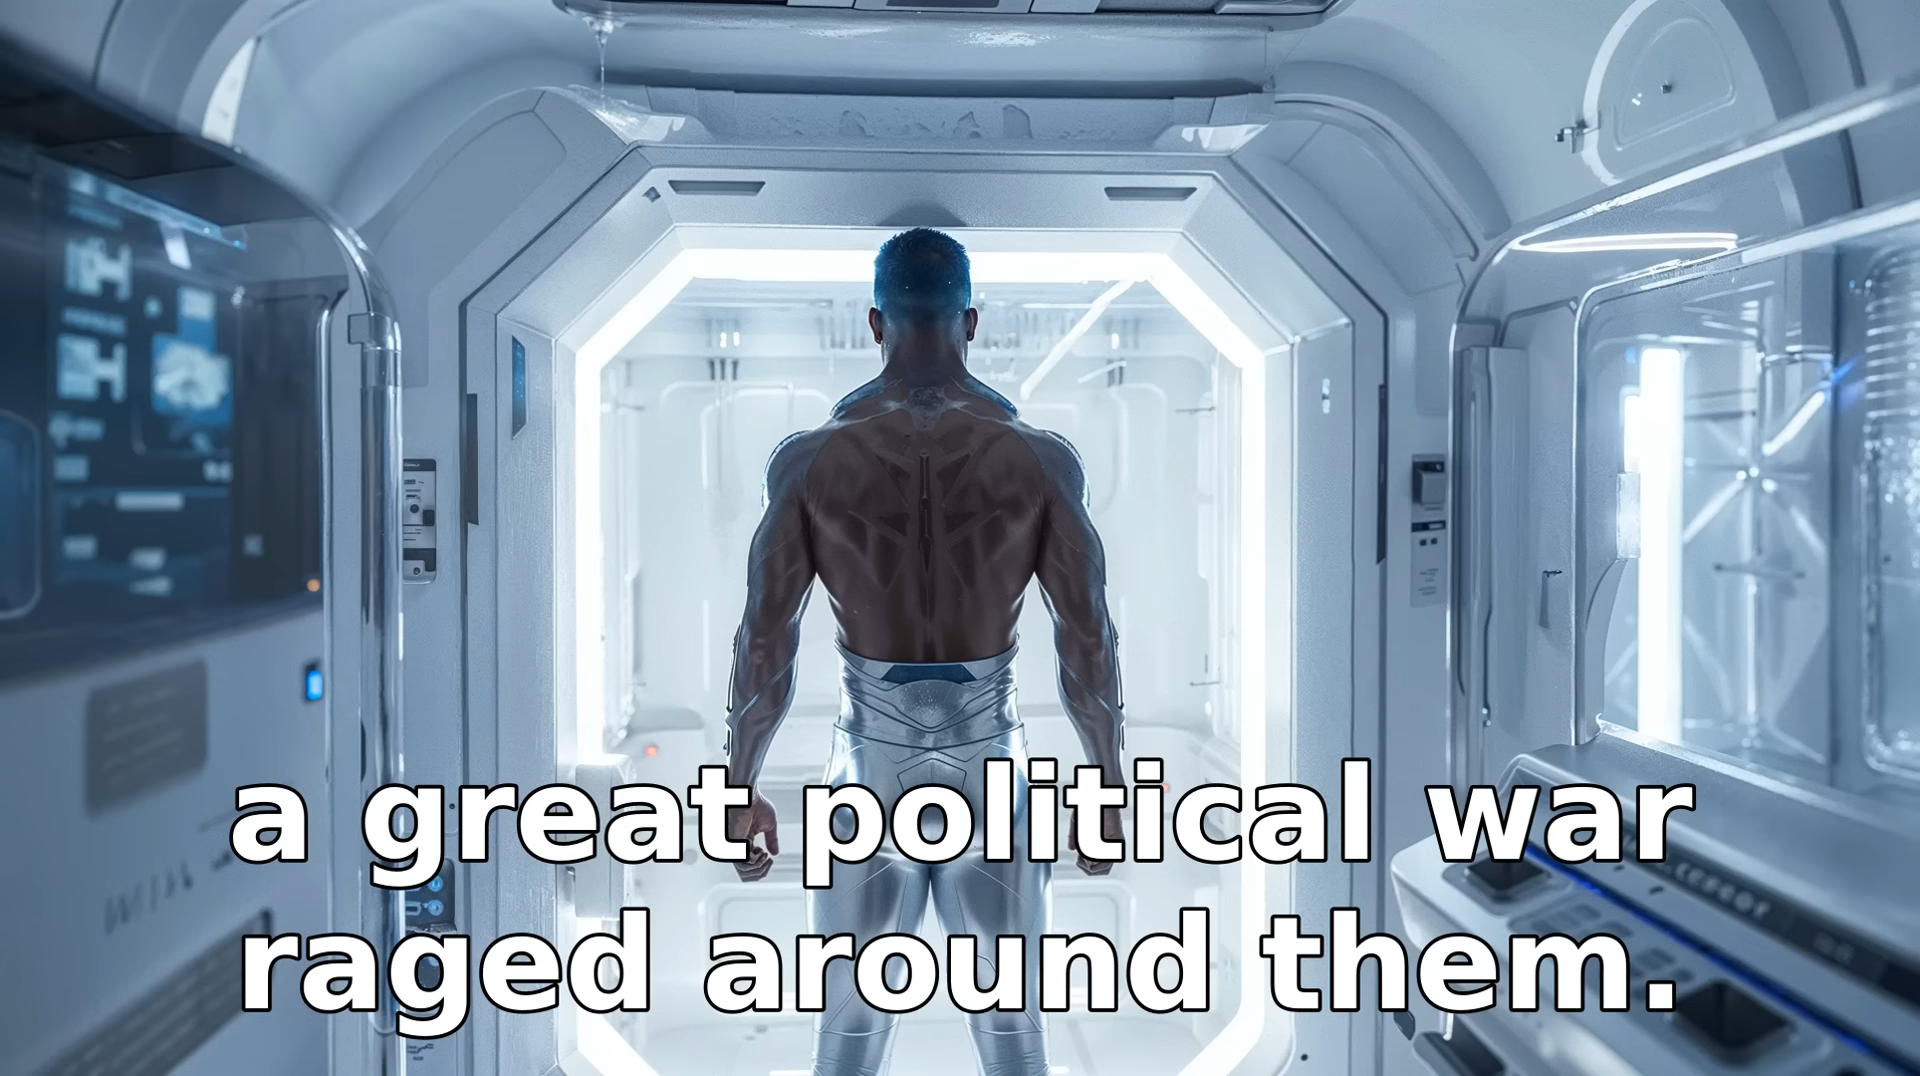 a great political war
raged around them.